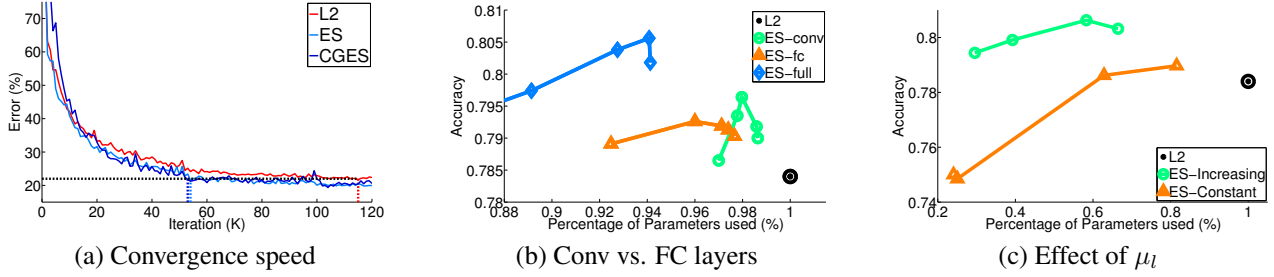 70
60
50
40
30
20
Error (%)
0
20
40
60
80
100
120
Iteration (K)
L2
ES
CGES
(a) Convergence speed
0.81
0.805
0.8
0.795
0.79
0.785
0.78
Accuracy
0.88
0.9
0.92
0.94
0.96
0.98
1
Percentage of Parameters used (%)
L2
ES-conv
ES-fc
ES-full
(b) Conv vs. FC layers
0.8
0.78
0.76
0.74
Accuracy
0.2
0.4
0.6
0.8
1
Percentage of Parameters used (%)
L2
ES-Increasing
ES-Constant
(c) Effect of μl